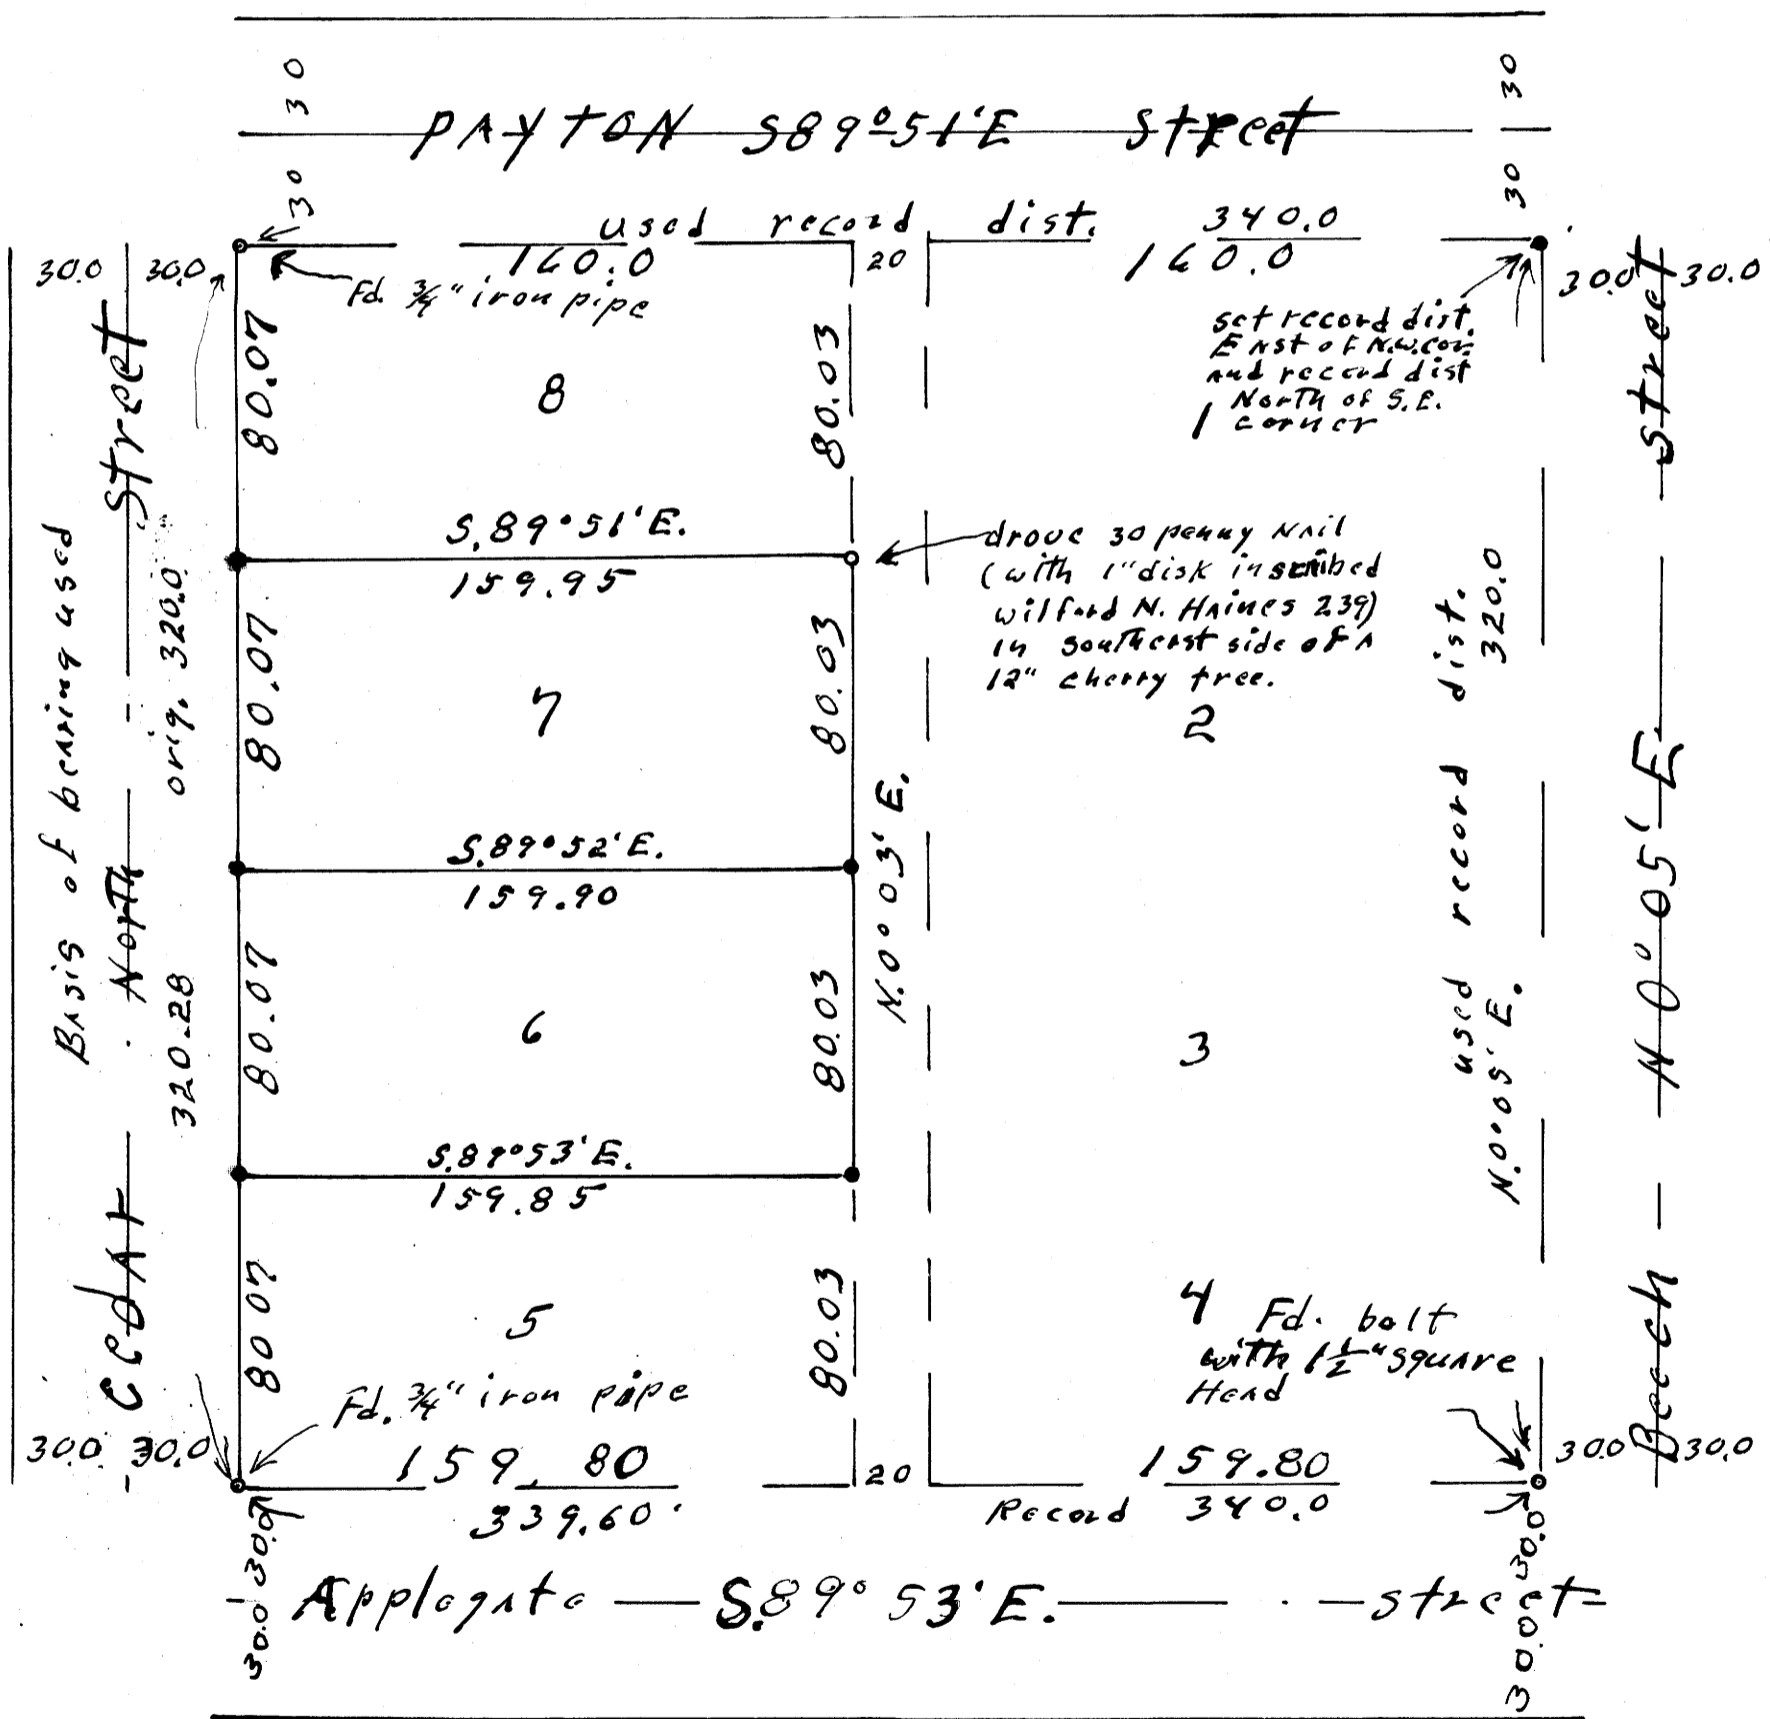 30 30
30 30
PAYTON S89°51'E Street
30 30
used record dist. 340.0
160.0 20 160.0
30.0 30.0
Fd. 3/4" iron pipe
30.0 30.0
set record dist.
East of N.W. cor.
and record dist
North of S.E.
corner
1
80.07 8 80.03
S.89°51'E.
159.95
drove 30 penny Nail
(with 1" disk inscribed
Wilford N. Haines 239)
in southeast side of a
12" cherry tree.
80.07 7 80.03
2
S.89°52'E.
159.90
80.07 6 80.03
3
S.89°53'E.
159.85
80.07 5 80.03
4
Fd. bolt
with 1 1/2" square
Head
Fd. 3/4" iron pipe
30.0 30.0
30.0 30.0
159.80 20 159.80
339.60 Record 340.0
30.0 30.0
30.0 30.0
Applegate S.89°53'E. street
Basis of bearing used
Cedar North Street
320.28 orig. 320.0
N.0°03'E.
used record dist.
N.0°05'E. 320.0
Beech N 0°05'E street